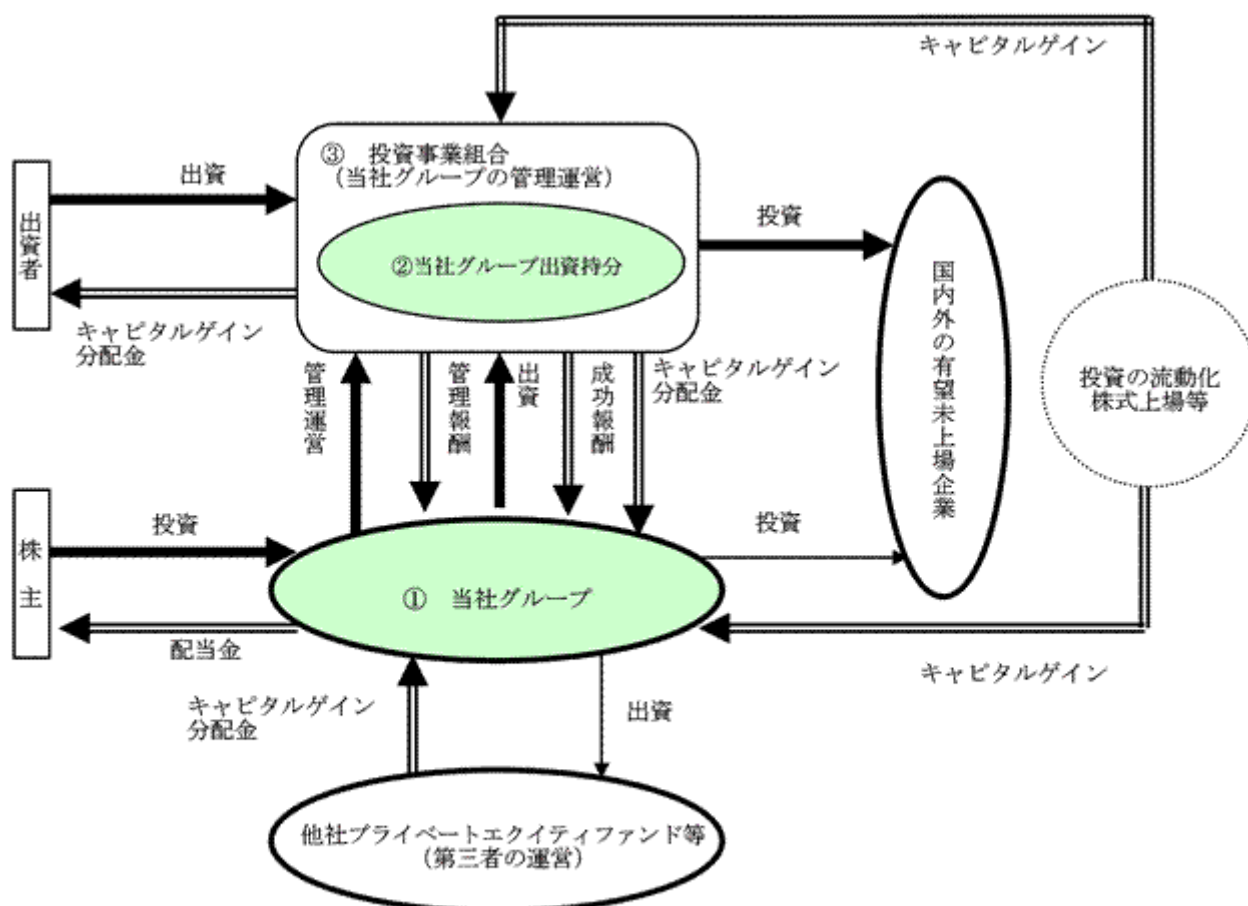 キャピタルゲイン
③　投資事業組合
（当社グループの管理運営）
出資
出資者
投資
②当社グループ出資持分
国内外の有望未上場企業
キャピタルゲイン
分配金
管理運営
管理報酬
出資
成功報酬
キャピタルゲイン
分配金
投資の流動化
株式上場等
株主
投資
投資
①　当社グループ
配当金
キャピタルゲイン
キャピタルゲイン
分配金
出資
他社プライベートエクイティファンド等
（第三者の運営）